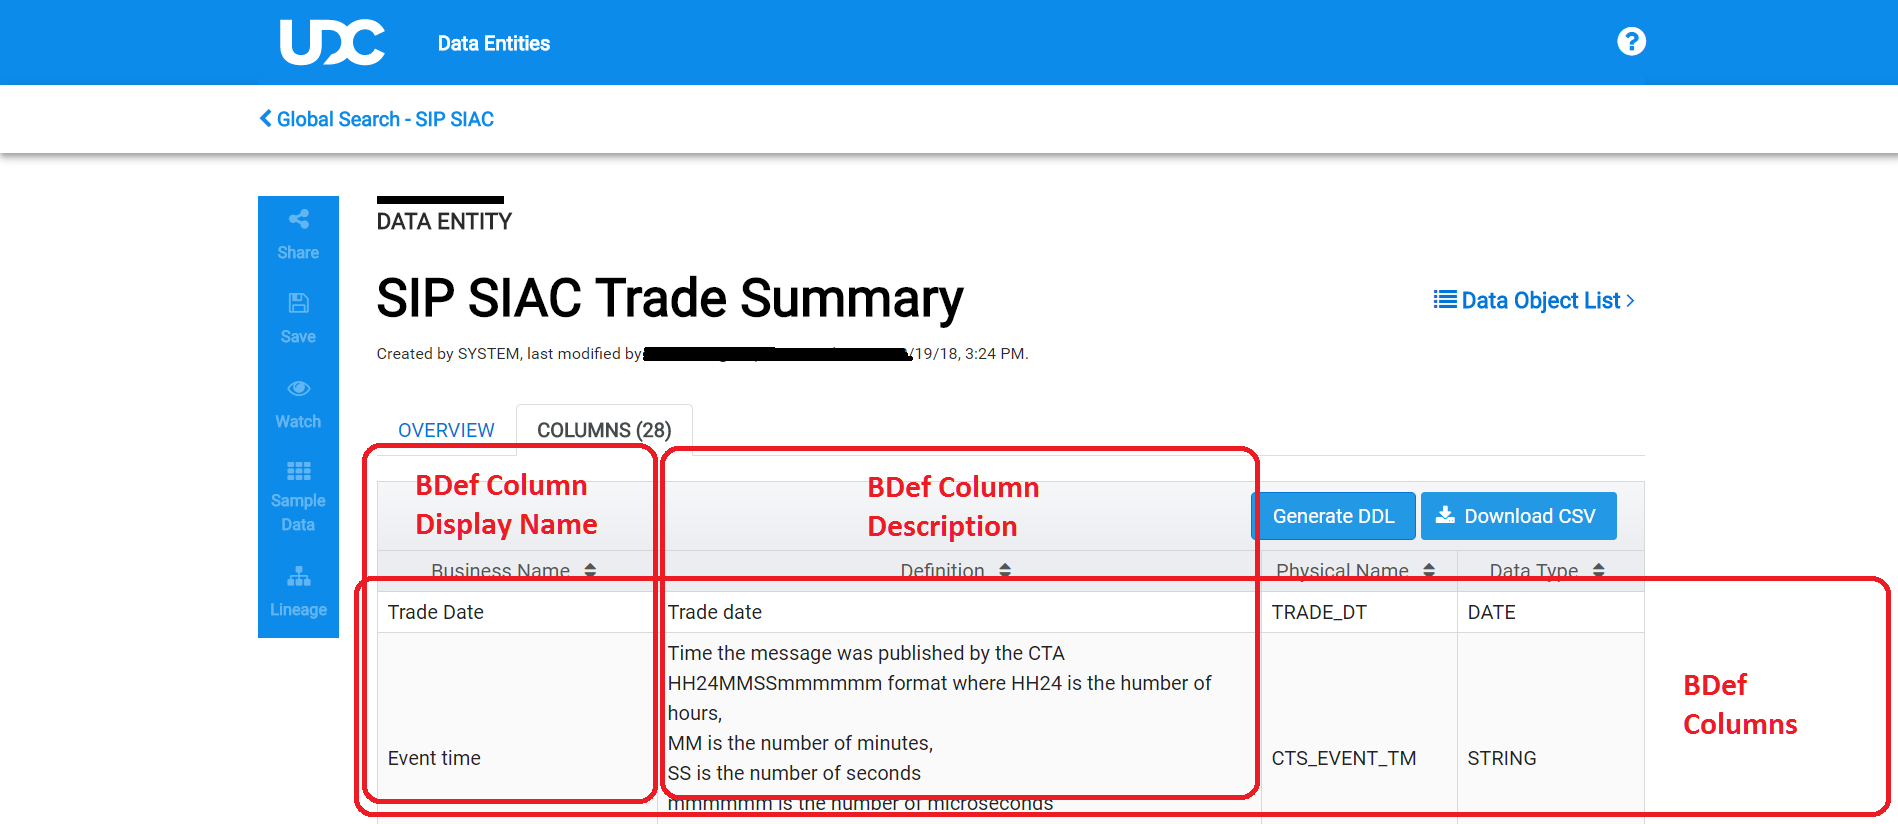 UDC
Data Entities
?
Global Search - SIP SIAC
Share
Save
Watch
Sample
Data
Lineage
DATA ENTITY
SIP SIAC Trade Summary
Data Object List
Created by SYSTEM, last modified by /19/18, 3:24 PM.
OVERVIEW
COLUMNS (28)
BDef Column
Display Name
BDef Column
Description
Generate DDL
Download CSV
Business Name
Definition
Physical Name
Data Type
Trade Date
Trade date
TRADE_DT
DATE
Event time
Time the message was published by the CTA
HH24MMSSmmmmmm format where HH24 is the humber of
hours,
MM is the number of minutes,
SS is the number of seconds
mmmmmm is the number of microseconds
CTS_EVENT_TM
STRING
BDef
Columns